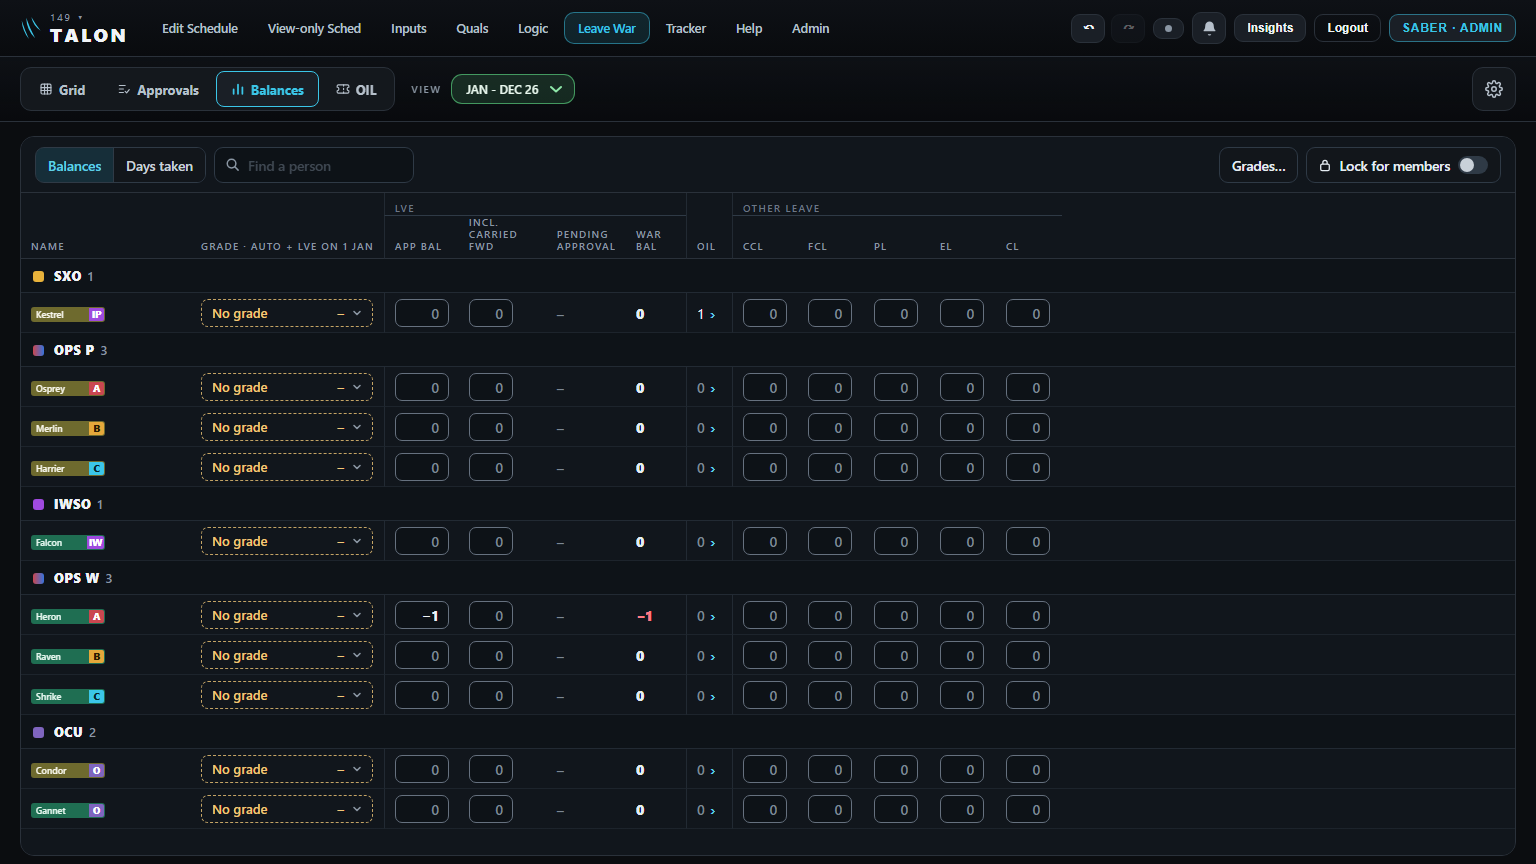 149
TALON
Edit Schedule
View-only Sched
Inputs
Quals
Logic
Leave War
Tracker
Help
Admin
Insights
Logout
SABER · ADMIN
Grid
Approvals
Balances
OIL
VIEW
JAN - DEC 26
Balances
Days taken
Find a person
Grades...
Lock for members
LVE
OTHER LEAVE
NAME
GRADE · AUTO + LVE ON 1 JAN
APP BAL
INCL. CARRIED FWD
PENDING APPROVAL
WAR BAL
OIL
CCL
FCL
PL
EL
CL
SXO 1
Kestrel IP No grade – 0 0 – 0 1 › 0 0 0 0 0
OPS P 3
Osprey A No grade – 0 0 – 0 0 › 0 0 0 0 0
Merlin B No grade – 0 0 – 0 0 › 0 0 0 0 0
Harrier C No grade – 0 0 – 0 0 › 0 0 0 0 0
IWSO 1
Falcon IW No grade – 0 0 – 0 0 › 0 0 0 0 0
OPS W 3
Heron A No grade – −1 0 – −1 0 › 0 0 0 0 0
Raven B No grade – 0 0 – 0 0 › 0 0 0 0 0
Shrike C No grade – 0 0 – 0 0 › 0 0 0 0 0
OCU 2
Condor O No grade – 0 0 – 0 0 › 0 0 0 0 0
Gannet O No grade – 0 0 – 0 0 › 0 0 0 0 0